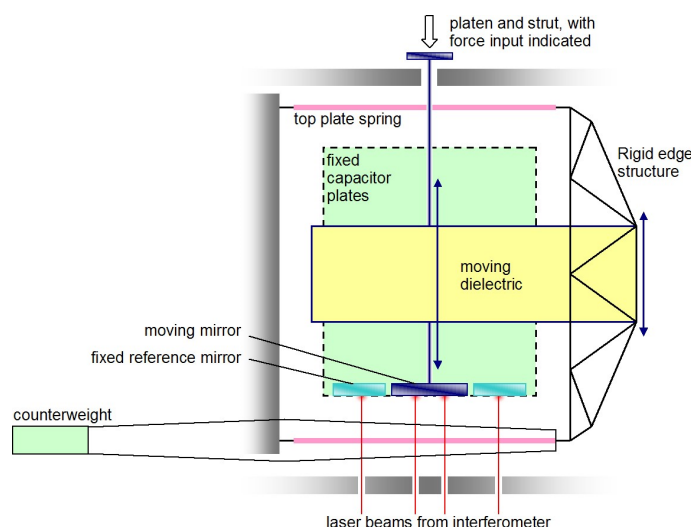 platen and strut, with
force input indicated
top plate spring
fixed
capacitor
plates
Rigid edge
structure
moving
dielectric
moving mirror
fixed reference mirror
counterweight
laser beams from interferometer